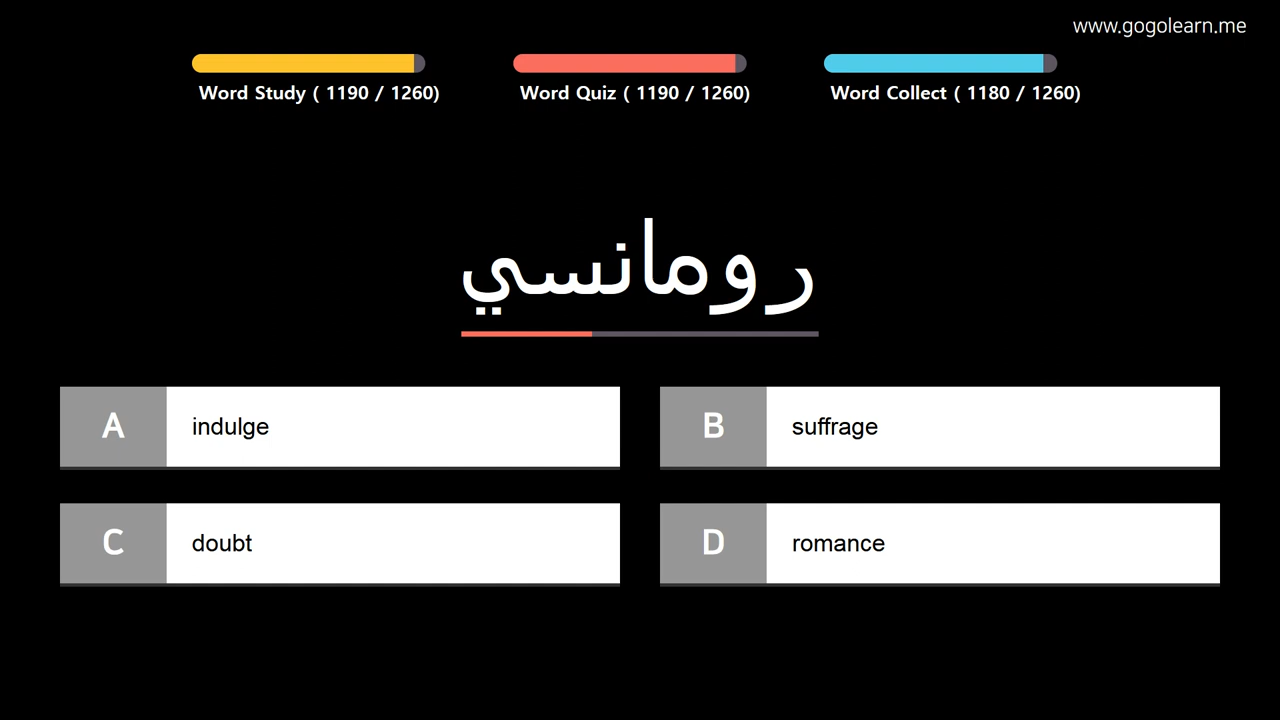 www.gogolearn.me
Word Study ( 1190 / 1260)
Word Quiz ( 1190 / 1260)
Word Collect ( 1180 / 1260)
رومانسي
A indulge
B suffrage
C doubt
D romance